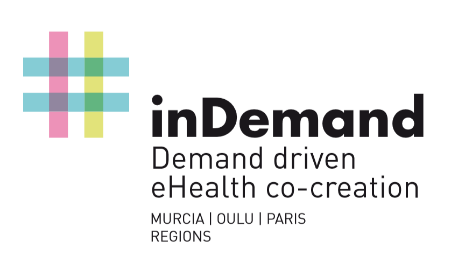 inDemand
Demand driven
eHealth co-creation
MURCIA | OULU | PARIS
REGIONS